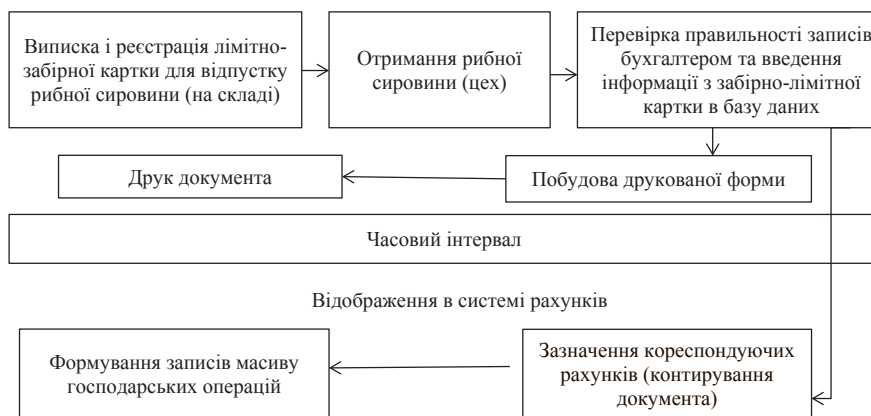 Виписка і реєстрація лімітно-
забірної картки для відпустку
рибної сировини (на складі)
Отримання рибної
сировини (цех)
Перевірка правильності записів
бухгалтером та введення
інформації з забірно-лімітної
картки в базу даних
Друк документа
Побудова друкованої форми
Часовий інтервал
Відображення в системі рахунків
Формування записів масиву
господарських операцій
Зазначення кореспондуючих
рахунків (контирування
документа)